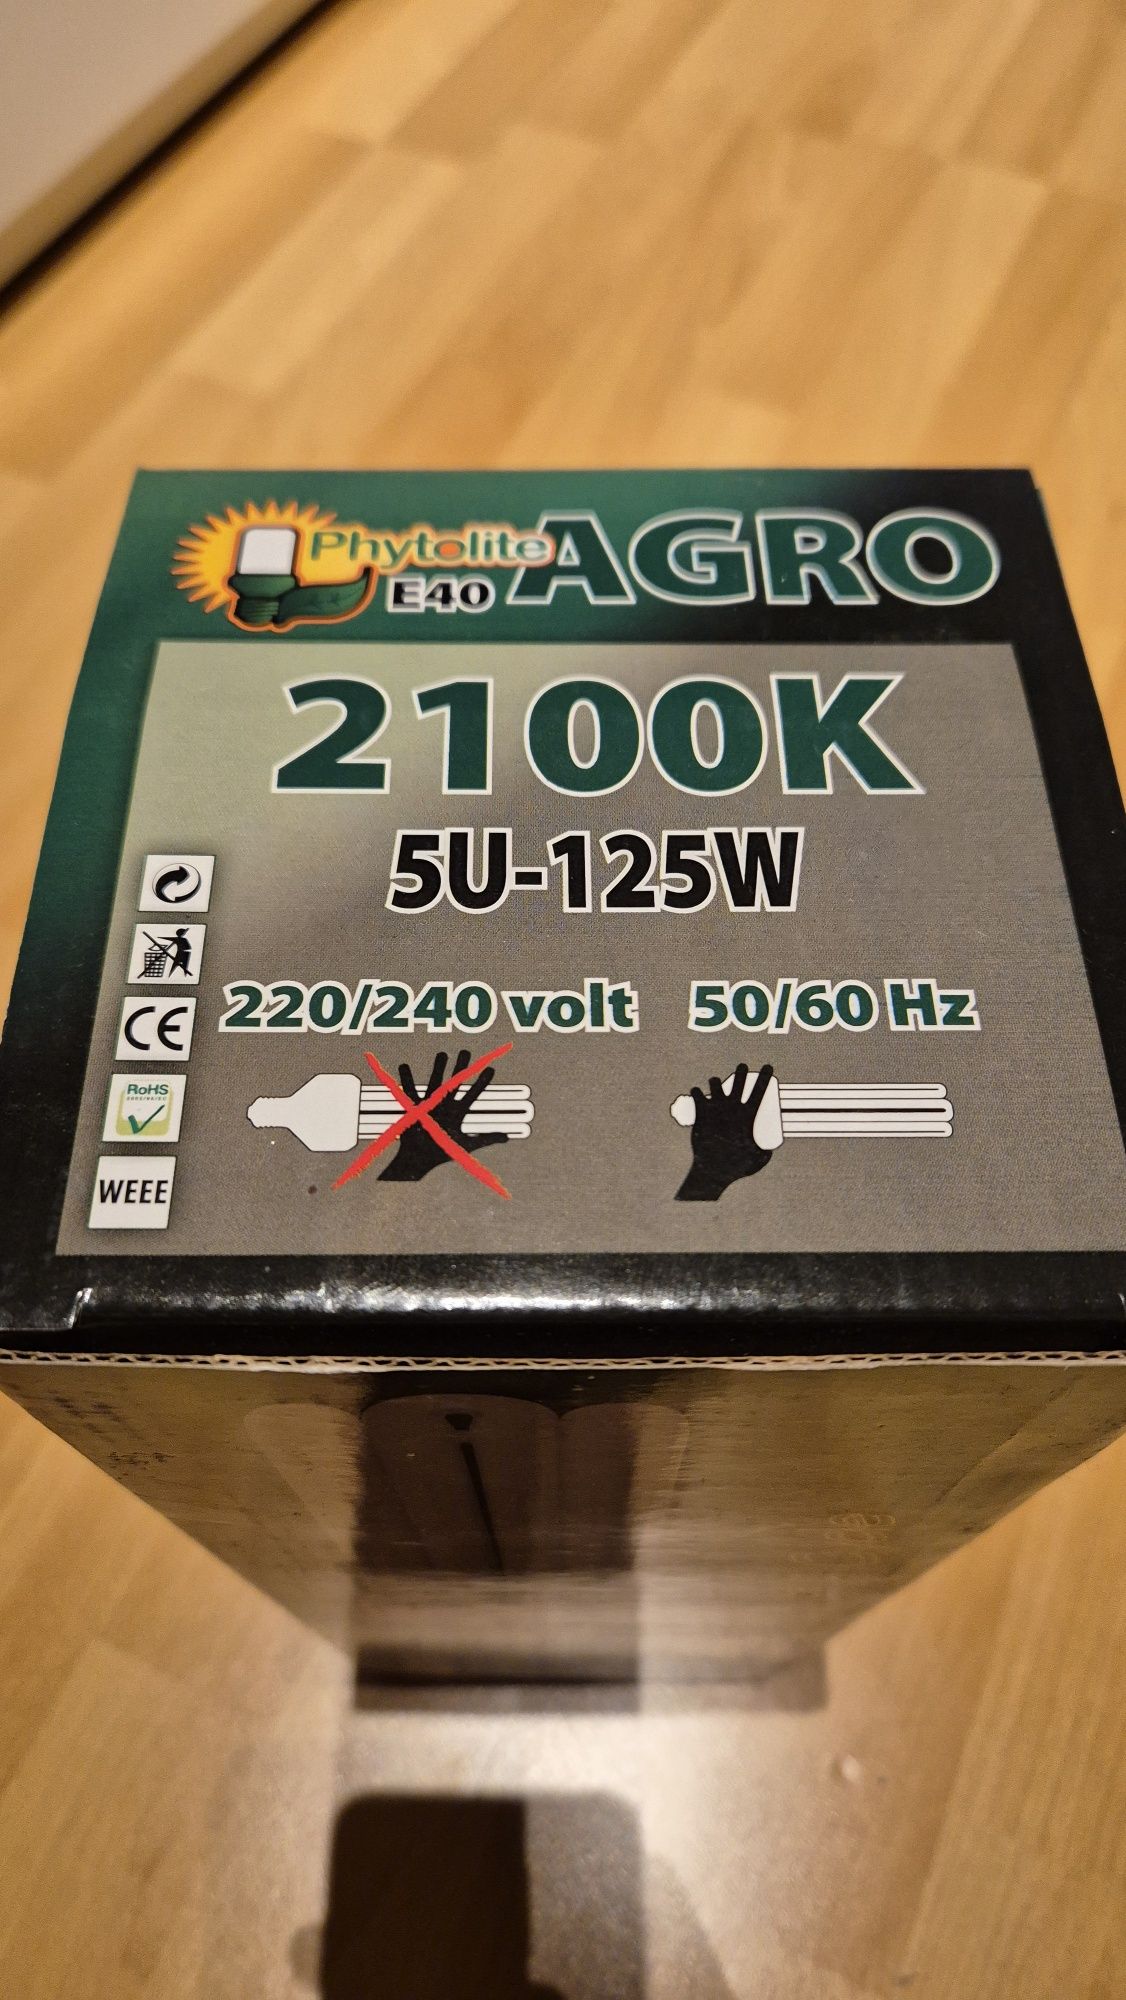 Phytolite AGRO
E40
2100K
5U-125W
220/240 volt 50/60 Hz
CE
RoHS
WEEE